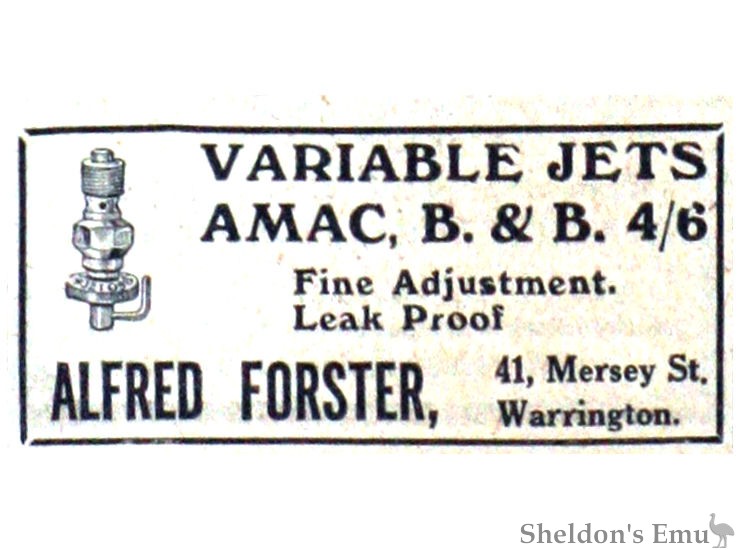 VARIABLE JETS
AMAC, B. & B. 4/6
Fine Adjustment.
Leak Proof
ALFRED FORSTER,
41, Mersey St.
Warrington.
Sheldon's Emu